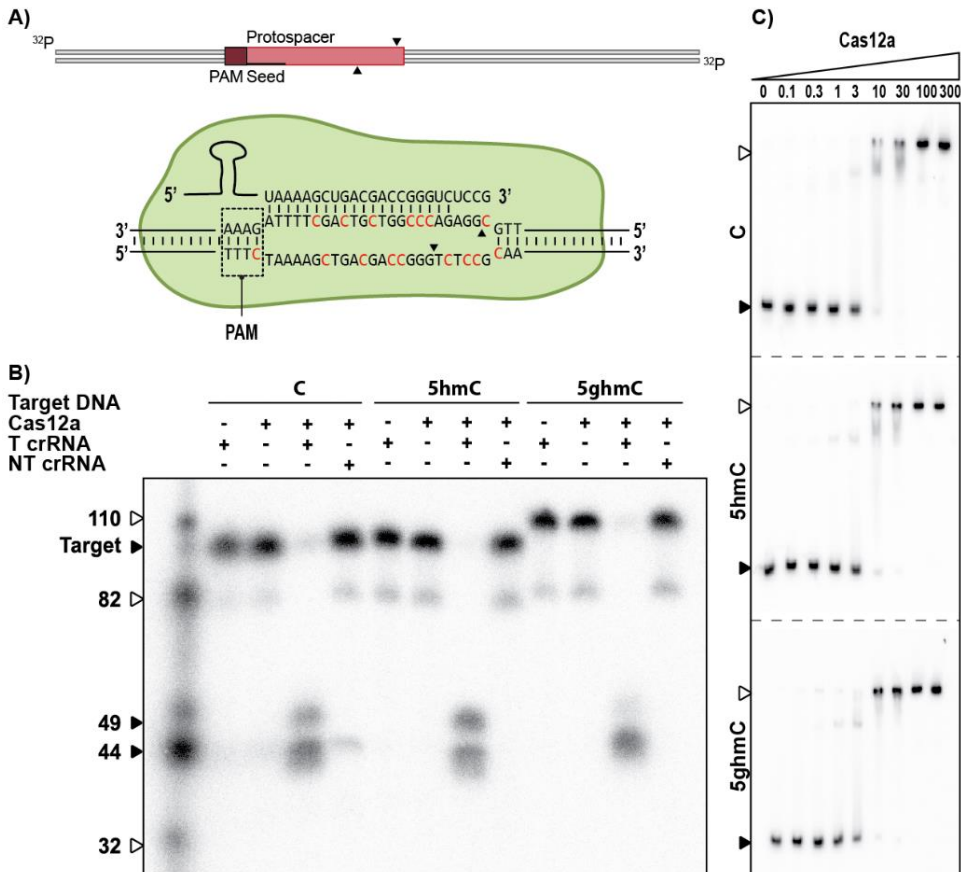 A)
32P
Protospacer
PAM Seed
32P
5' UAAAAGCUGACGACCGGGUCUCCG 3'
3' AAAG ATTTTCGACTGCTGGCCCAGAGGC GTT 5'
5' TTTC TAAAAGCTGACGACCGGGTCTCCG CAA 3'
PAM
B)
C 5hmC 5ghmC
Target DNA
Cas12a - + + + - + + + - + + +
T crRNA + - + - + - + - + - + -
NT crRNA - - - + - - - + - - - +
110
Target
82
49
44
32
C)
Cas12a
0 0.1 0.3 1 3 10 30 100 300
C
5hmC
5ghmC